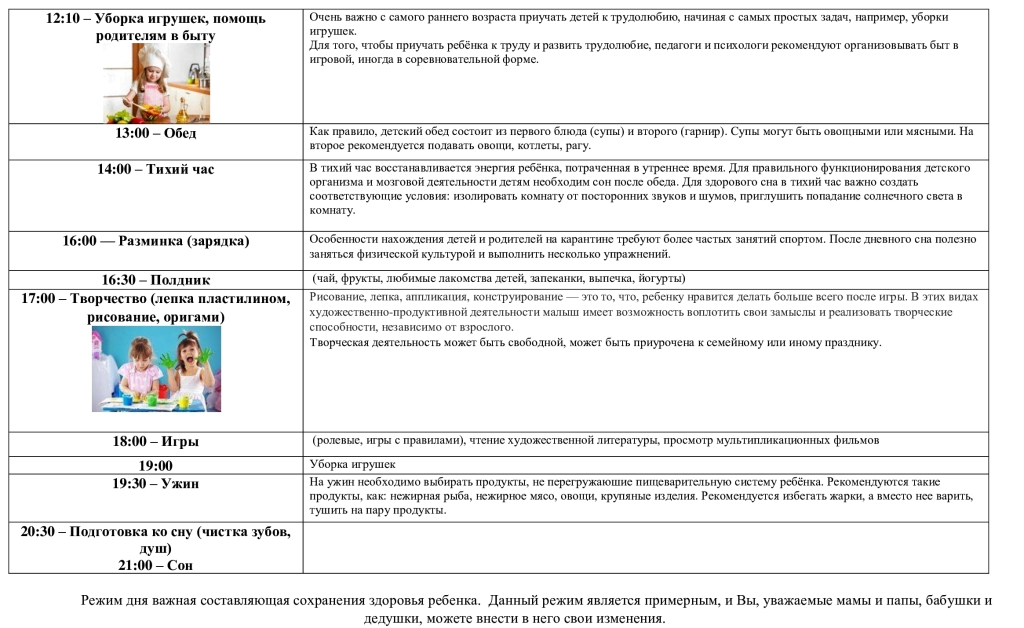 12:10 – Уборка игрушек, помощь
родителям в быту
Очень важно с самого раннего возраста приучать детей к трудолюбию, начиная с самых простых задач, например, уборки
игрушек.
Для того, чтобы приучать ребёнка к труду и развить трудолюбие, педагоги и психологи рекомендуют организовывать быт в
игровой, иногда в соревновательной форме.
13:00 – Обед
Как правило, детский обед состоит из первого блюда (супы) и второго (гарнир). Супы могут быть овощными или мясными. На
второе рекомендуется подавать овощи, котлеты, рагу.
14:00 – Тихий час
В тихий час восстанавливается энергия ребёнка, потраченная в утреннее время. Для правильного функционирования детского
организма и мозговой деятельности детям необходим сон после обеда. Для здорового сна в тихий час важно создать
соответствующие условия: изолировать комнату от посторонних звуков и шумов, приглушить попадание солнечного света в
комнату.
16:00 — Разминка (зарядка)
Особенности нахождения детей и родителей на карантине требуют более частых занятий спортом. После дневного сна полезно
заняться физической культурой и выполнить несколько упражнений.
16:30 – Полдник
(чай, фрукты, любимые лакомства детей, запеканки, выпечка, йогурты)
17:00 – Творчество (лепка пластилином,
рисование, оригами)
Рисование, лепка, аппликация, конструирование — это то, что, ребенку нравится делать больше всего после игры. В этих видах
художественно-продуктивной деятельности малыш имеет возможность воплотить свои замыслы и реализовать творческие
способности, независимо от взрослого.
Творческая деятельность может быть свободной, может быть приурочена к семейному или иному празднику.
18:00 – Игры
(ролевые, игры с правилами), чтение художественной литературы, просмотр мультипликационных фильмов
19:00
Уборка игрушек
19:30 – Ужин
На ужин необходимо выбирать продукты, не перегружающие пищеварительную систему ребёнка. Рекомендуются такие
продукты, как: нежирная рыба, нежирное мясо, овощи, крупяные изделия. Рекомендуется избегать жарки, а вместо нее варить,
тушить на пару продукты.
20:30 – Подготовка ко сну (чистка зубов,
душ)
21:00 – Сон
Режим дня важная составляющая сохранения здоровья ребенка. Данный режим является примерным, и Вы, уважаемые мамы и папы, бабушки и
дедушки, можете внести в него свои изменения.